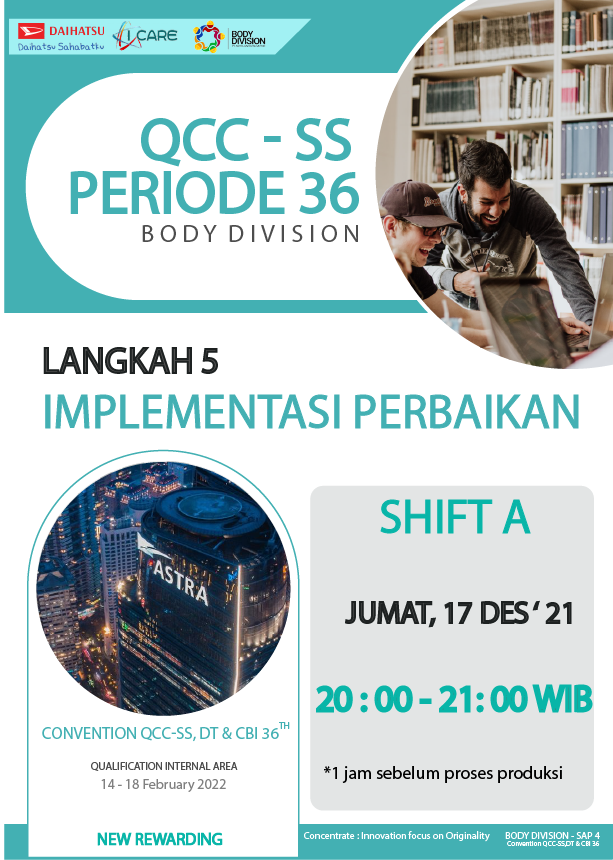 DAIHATSU
Daihatsu Sahabatku
I CARE
BODY
DIVISION
QCC - SS
PERIODE 36
BODY DIVISION
LANGKAH 5
IMPLEMENTASI PERBAIKAN
ASTRA
SHIFT A
JUMAT, 17 DES ‘ 21
20 : 00 - 21: 00 WIB
*1 jam sebelum proses produksi
CONVENTION QCC-SS, DT & CBI 36TH
QUALIFICATION INTERNAL AREA
14 - 18 February 2022
NEW REWARDING
Concentrate : Innovation focus on Originality
BODY DIVISION - SAP 4
Convention QCC-SS,DT & CBI 36